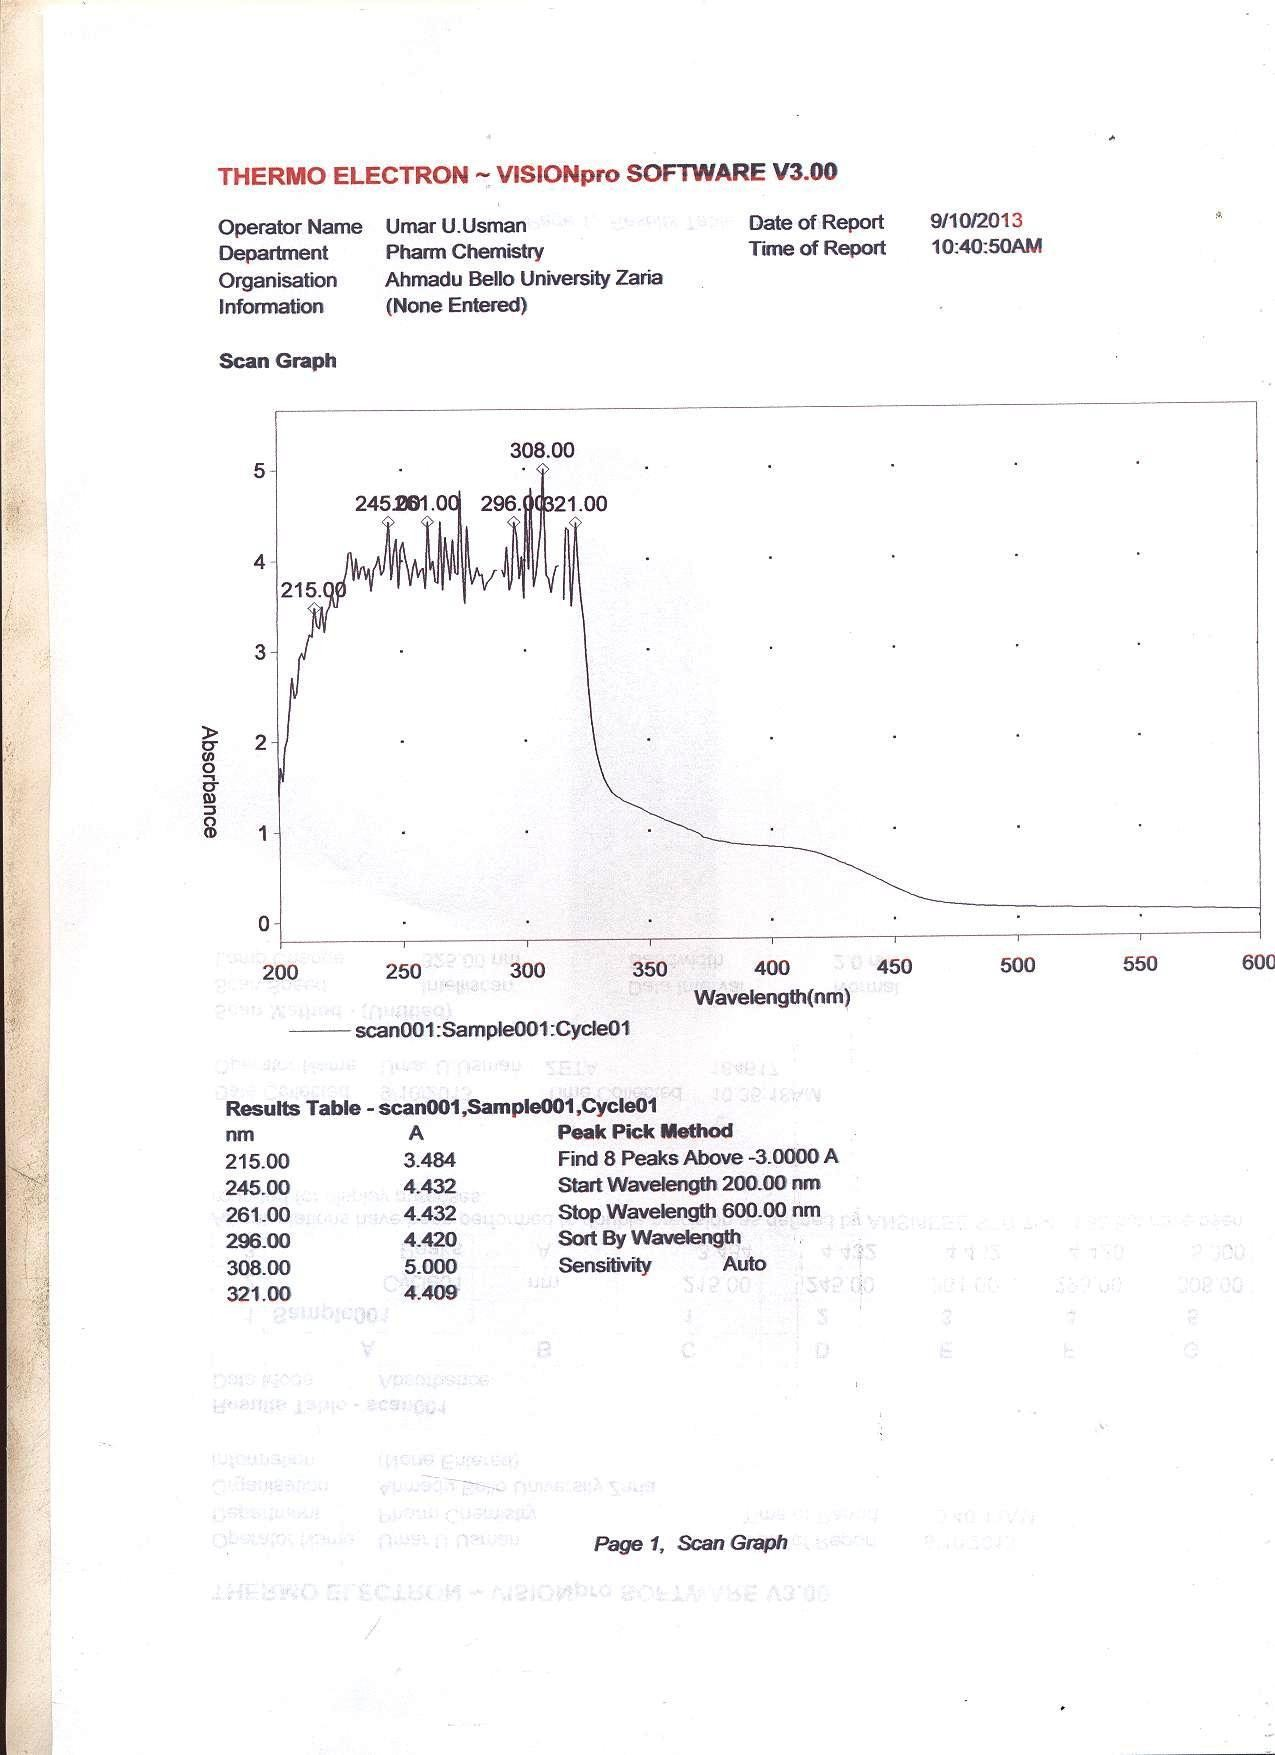 THERMO ELECTRON ~ VISIONpro SOFTWARE V3.00
Operator Name Umar U.Usman Date of Report 9/10/2013
Department Pharm Chemistry Time of Report 10:40:50AM
Organisation Ahmadu Bello University Zaria
Information (None Entered)
Scan Graph
308.00
245.00 261.00 296.00 321.00
215.00
5
4
3
2
1
0
Absorbance
200 250 300 350 400 450 500 550 600
Wavelength(nm)
scan001:Sample001:Cycle01
Results Table - scan001,Sample001,Cycle01
nm A Peak Pick Method
215.00 3.484 Find 8 Peaks Above -3.0000 A
245.00 4.432 Start Wavelength 200.00 nm
261.00 4.432 Stop Wavelength 600.00 nm
296.00 4.420 Sort By Wavelength
308.00 5.000 Sensitivity Auto
321.00 4.409
Page 1, Scan Graph